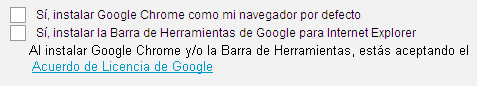 Sí, instalar Google Chrome como mi navegador por defecto
Sí, instalar la Barra de Herramientas de Google para Internet Explorer
Al instalar Google Chrome y/o la Barra de Herramientas, estás aceptando el
Acuerdo de Licencia de Google